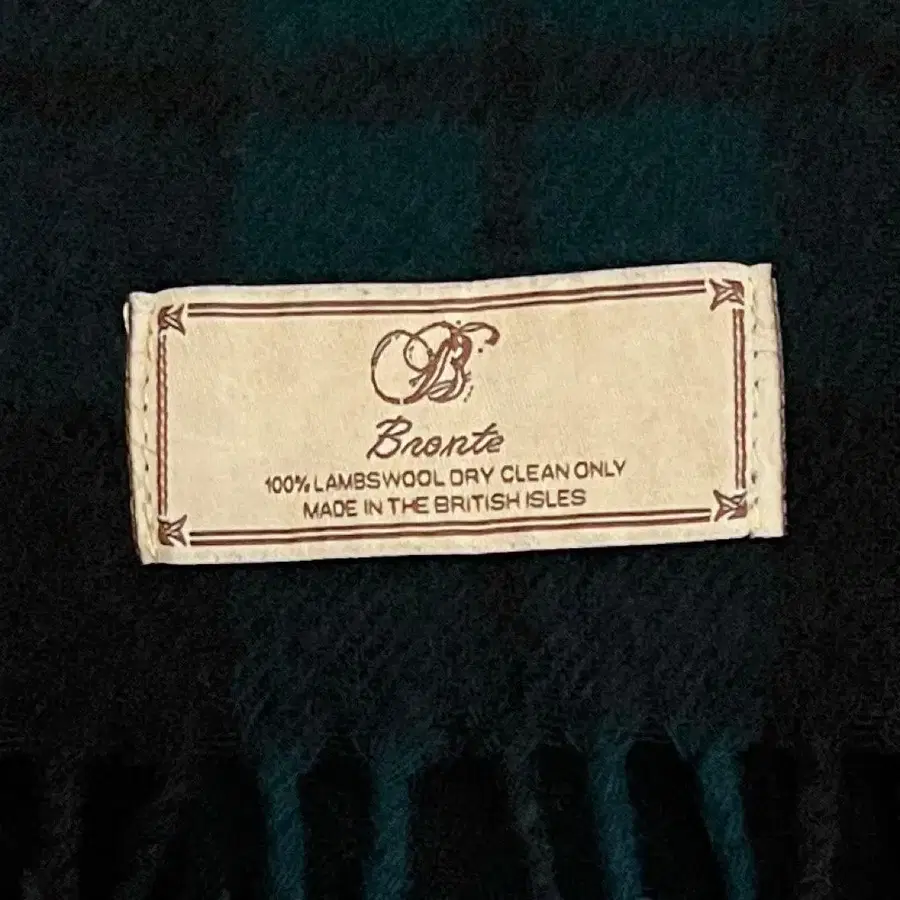 B
Bronte
100% LAMBSWOOL DRY CLEAN ONLY
MADE IN THE BRITISH ISLES